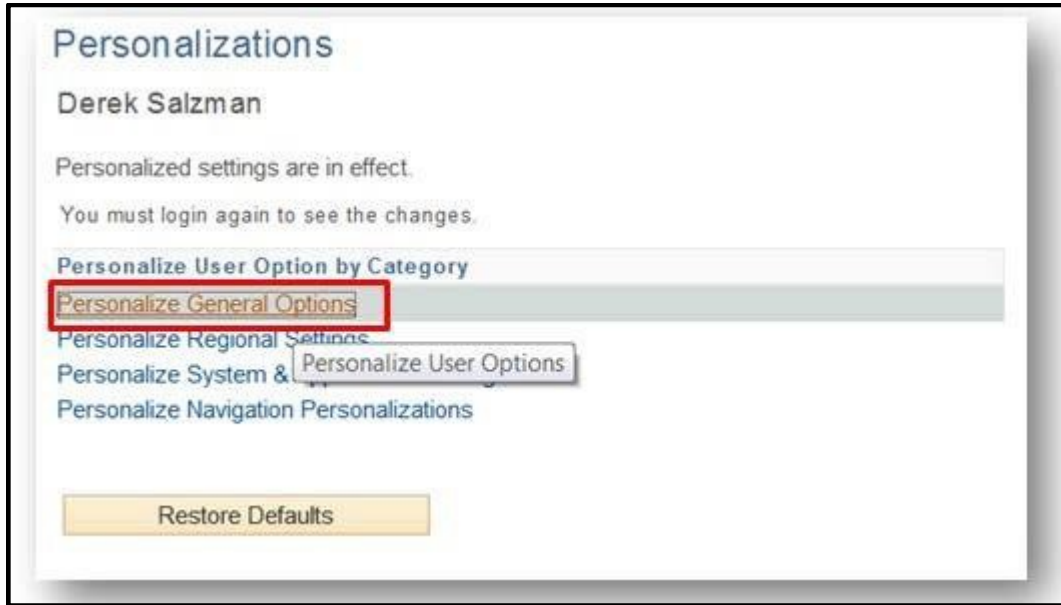 Personalizations
Derek Salzman
Personalized settings are in effect.
You must login again to see the changes.
Personalize User Option by Category
Personalize General Options
Personalize Regional Settings
Personalize User Options
Personalize System &
Personalize Navigation Personalizations
Restore Defaults